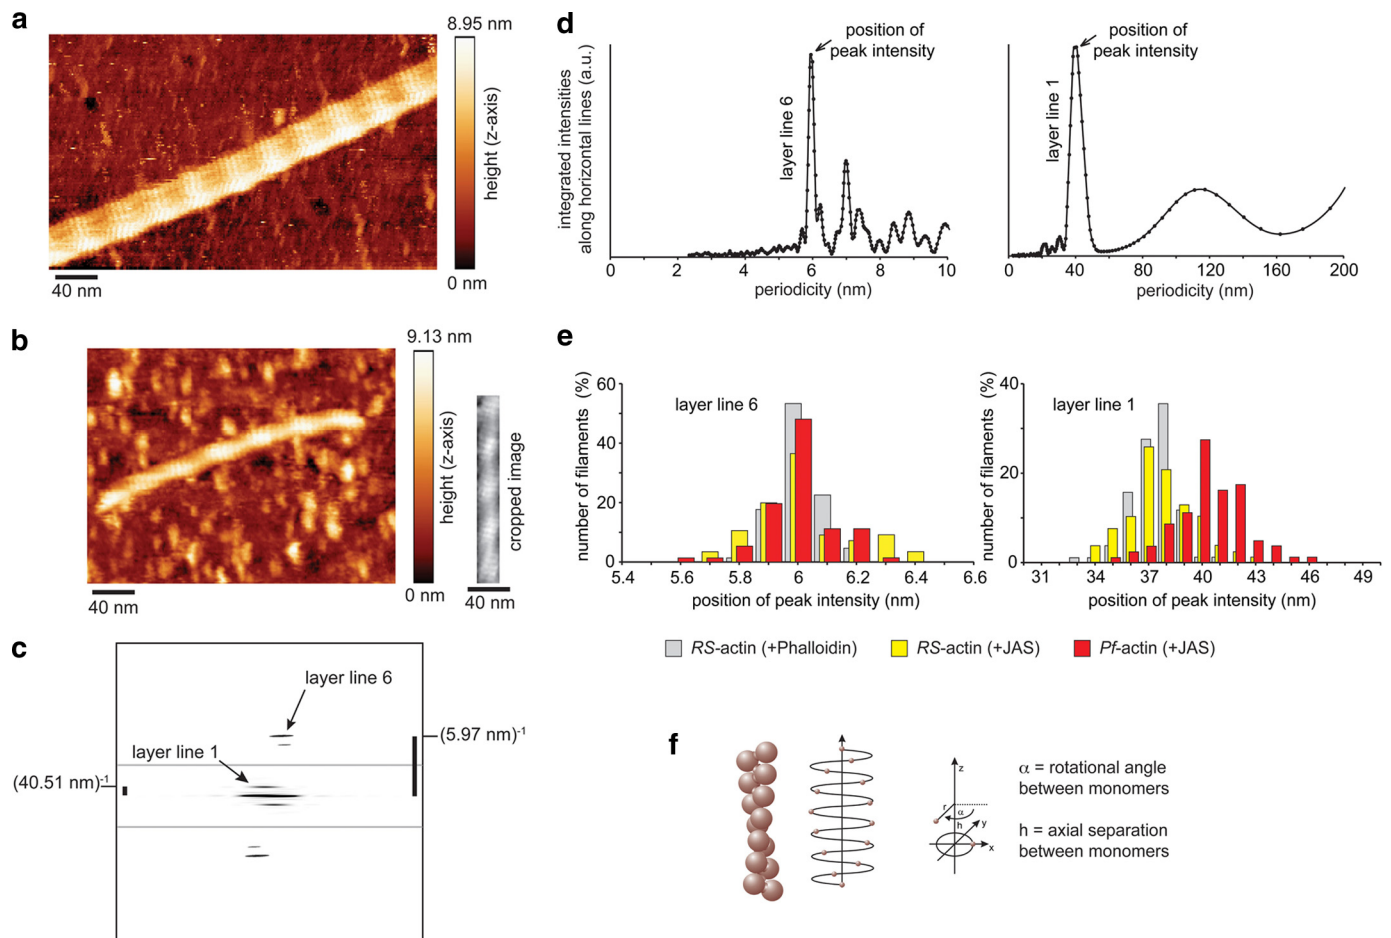 a
8.95 nm
height (z-axis)
0 nm
40 nm
b
9.13 nm
height (z-axis)
0 nm
40 nm
cropped image
40 nm
c
layer line 6
layer line 1
(5.97 nm)-1
(40.51 nm)-1
d
integrated intensities
along horizontal lines (a.u.)
position of
peak intensity
layer line 6
0 2 4 6 8 10
periodicity (nm)
position of
peak intensity
layer line 1
0 40 80 120 160 200
periodicity (nm)
e
number of filaments (%)
60
40
20
0
layer line 6
5.4 5.6 5.8 6 6.2 6.4 6.6
position of peak intensity (nm)
number of filaments (%)
40
20
0
layer line 1
31 34 37 40 43 46 49
position of peak intensity (nm)
RS-actin (+Phalloidin)
RS-actin (+JAS)
Pf-actin (+JAS)
f
z
r
α
h
y
x
α = rotational angle
between monomers
h = axial separation
between monomers